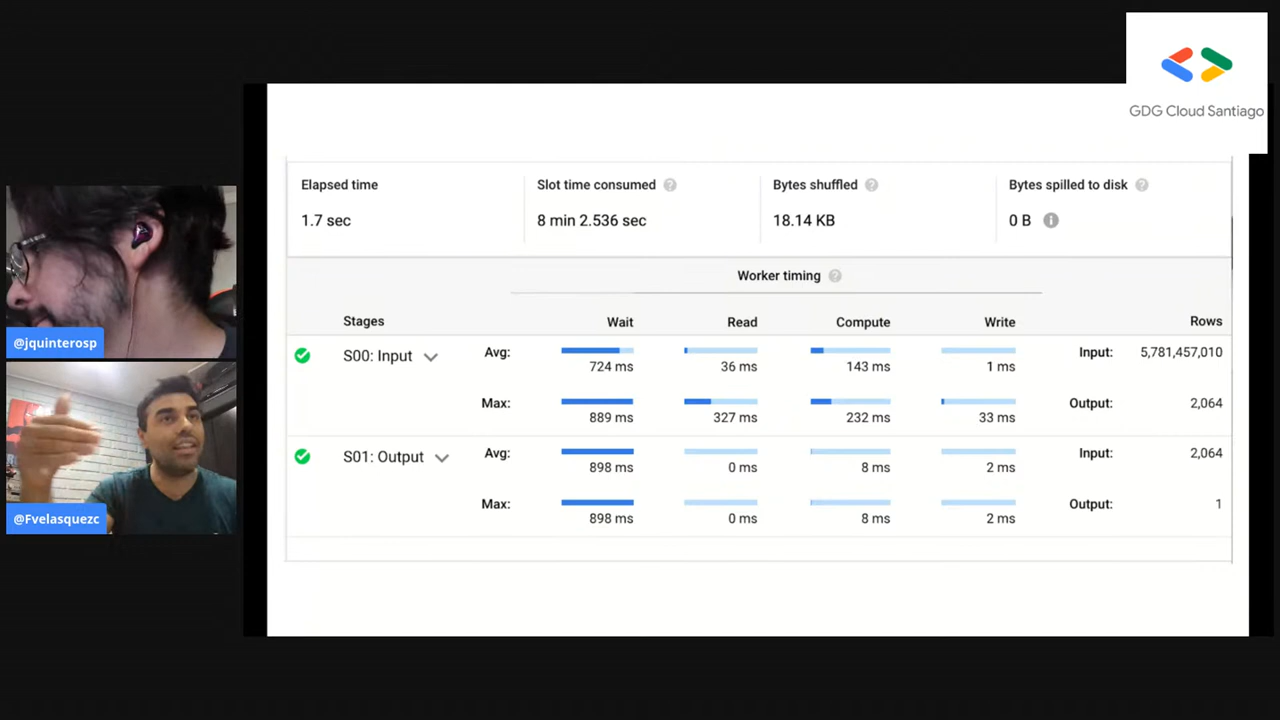 GDG Cloud Santiago
Elapsed time
1.7 sec
Slot time consumed
8 min 2.536 sec
Bytes shuffled
18.14 KB
Bytes spilled to disk
0 B
Worker timing
Stages Wait Read Compute Write Rows
S00: Input Avg: 724 ms 36 ms 143 ms 1 ms Input: 5,781,457,010
Max: 889 ms 327 ms 232 ms 33 ms Output: 2,064
S01: Output Avg: 898 ms 0 ms 8 ms 2 ms Input: 2,064
Max: 898 ms 0 ms 8 ms 2 ms Output: 1
@jquinterosp
@Fvelasquezc